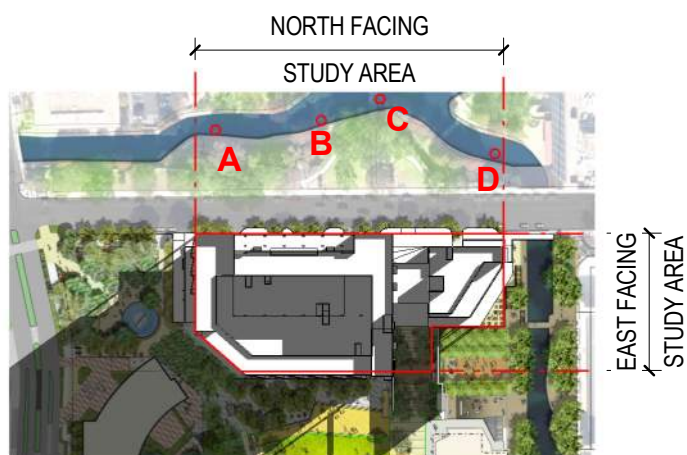 NORTH FACING
STUDY AREA
A
B
C
D
EAST FACING
STUDY AREA